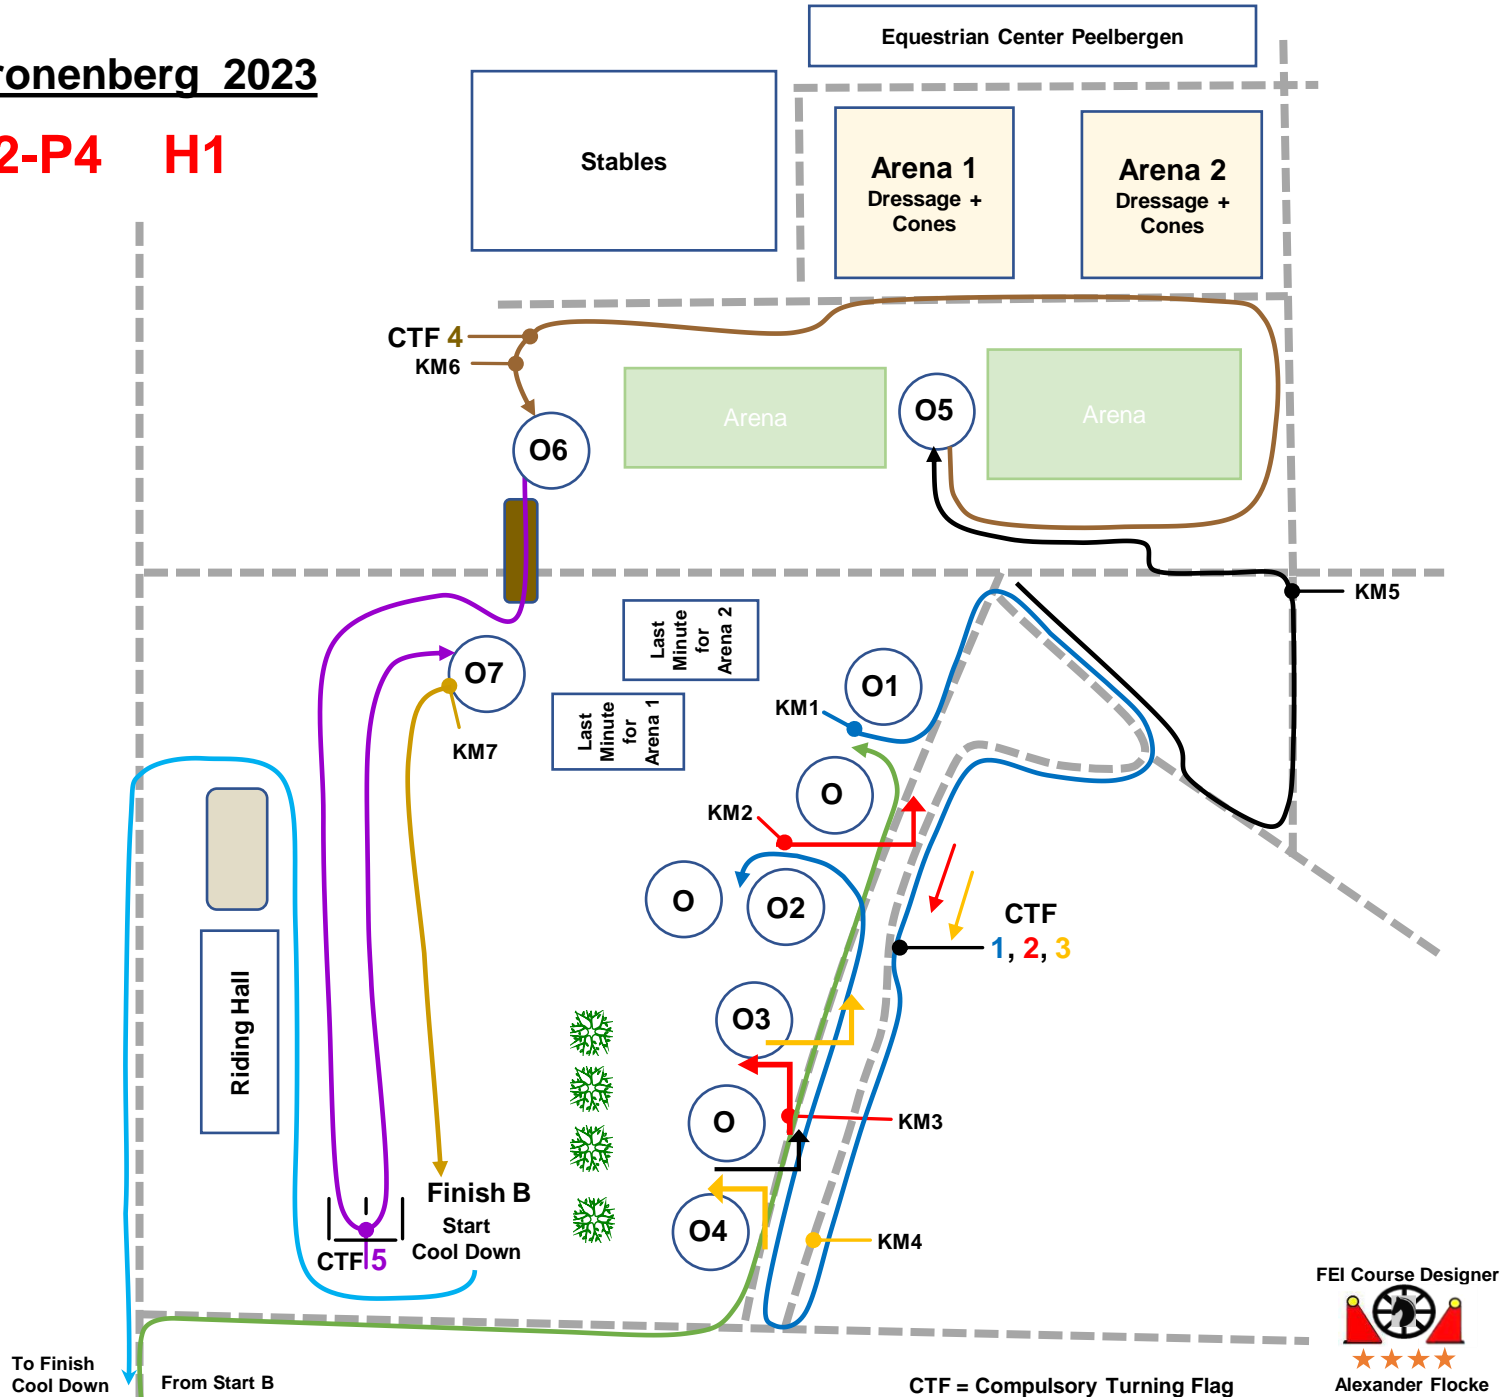 Equestrian Center Peelbergen
ronenberg 2023
2-P4 H1
Stables
Arena 1
Dressage +
Cones
Arena 2
Dressage +
Cones
CTF 4
KM6
Arena
O5
Arena
O6
KM5
Last
Minute
for
Arena 2
O7
O1
Last
Minute
for
Arena 1
KM1
KM7
O
KM2
O
O2
CTF
1, 2, 3
Riding Hall
O3
O
KM3
Finish B
Start
Cool Down
O4
KM4
CTF 5
FEI Course Designer
To Finish
Cool Down
From Start B
CTF = Compulsory Turning Flag
Alexander Flocke